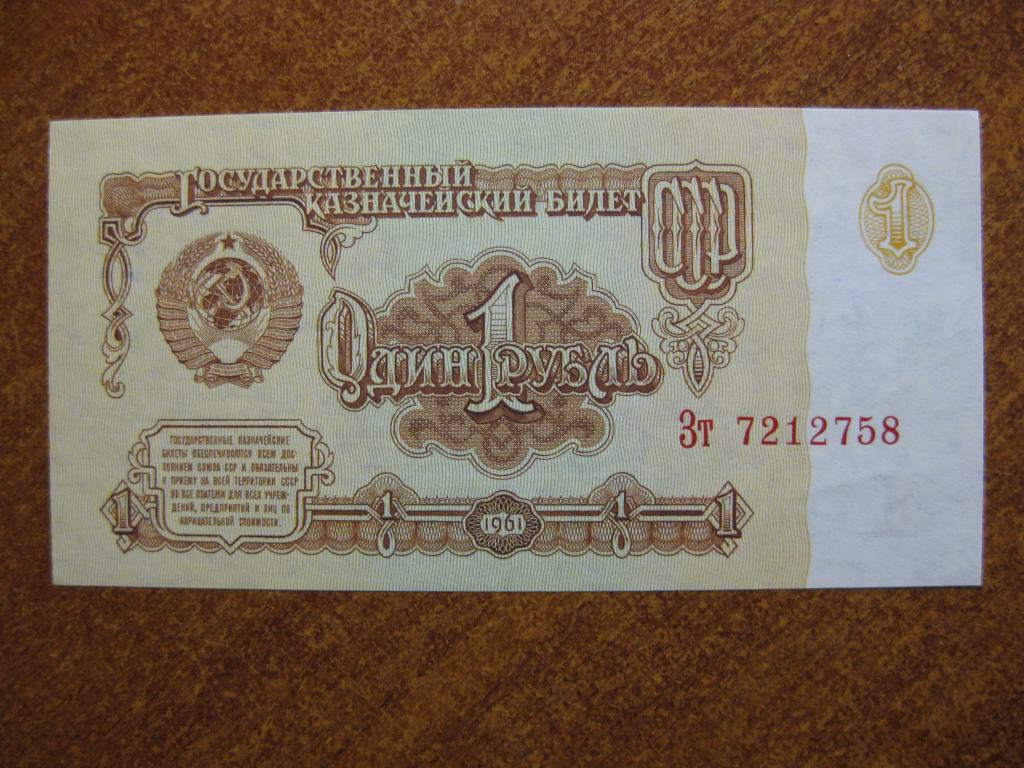 ГОСУДАРСТВЕННЫЙ
КАЗНАЧЕЙСКИЙ БИЛЕТ
СССР
1
1
ОДИН РУБЛЬ
Зт 7212758
ГОСУДАРСТВЕННЫЕ КАЗНАЧЕЙСКИЕ
БИЛЕТЫ ОБЕСПЕЧИВАЮТСЯ ВСЕМ ДОС-
ТОЯНИЕМ СОЮЗА ССР И ОБЯЗАТЕЛЬНЫ
К ПРИЕМУ НА ВСЕЙ ТЕРРИТОРИИ СССР
ВО ВСЕ ПЛАТЕЖИ ДЛЯ ВСЕХ УЧРЕЖ-
ДЕНИЙ, ПРЕДПРИЯТИЙ И ЛИЦ ПО
НАРИЦАТЕЛЬНОЙ СТОИМОСТИ.
1 1 1961 1 1